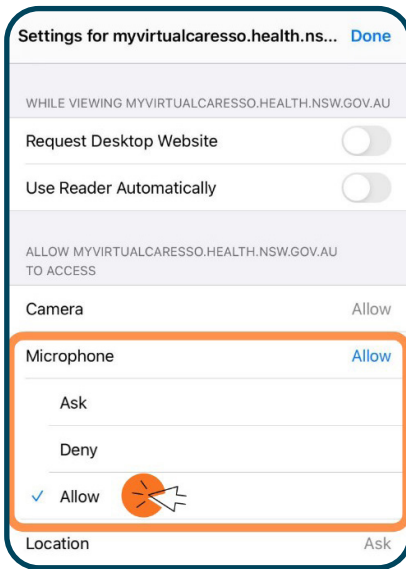 Settings for myvirtualcaresso.health.ns... Done
WHILE VIEWING MYVIRTUALCARESSO.HEALTH.NSW.GOV.AU
Request Desktop Website
Use Reader Automatically
ALLOW MYVIRTUALCARESSO.HEALTH.NSW.GOV.AU
TO ACCESS
Camera Allow
Microphone Allow
Ask
Deny
Allow
Location Ask